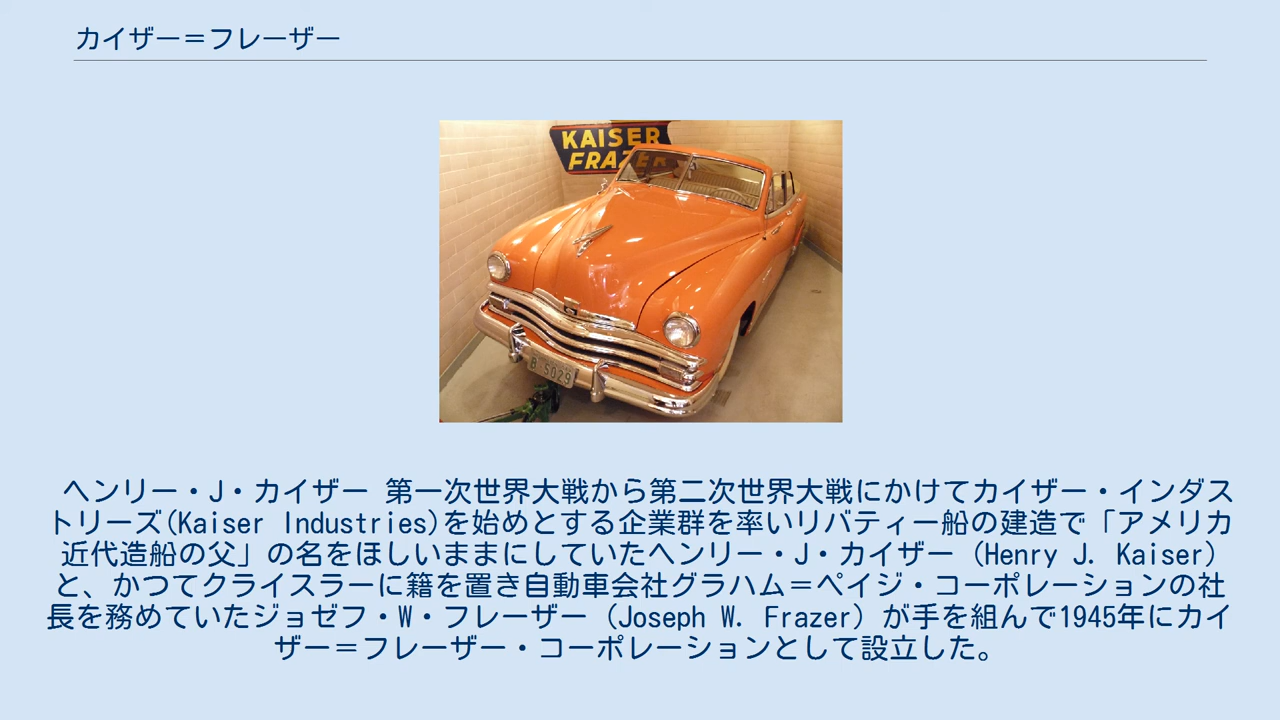 カイザー＝フレーザー
KAISER
FRAZER
B 5029
ヘンリー・J・カイザー 第一次世界大戦から第二次世界大戦にかけてカイザー・インダス
トリーズ(Kaiser Industries)を始めとする企業群を率いリバティー船の建造で「アメリカ
近代造船の父」の名をほしいままにしていたヘンリー・J・カイザー（Henry J. Kaiser）
と、かつてクライスラーに籍を置き自動車会社グラハム＝ペイジ・コーポレーションの社
長を務めていたジョゼフ・W・フレーザー（Joseph W. Frazer）が手を組んで1945年にカイ
ザー＝フレーザー・コーポレーションとして設立した。